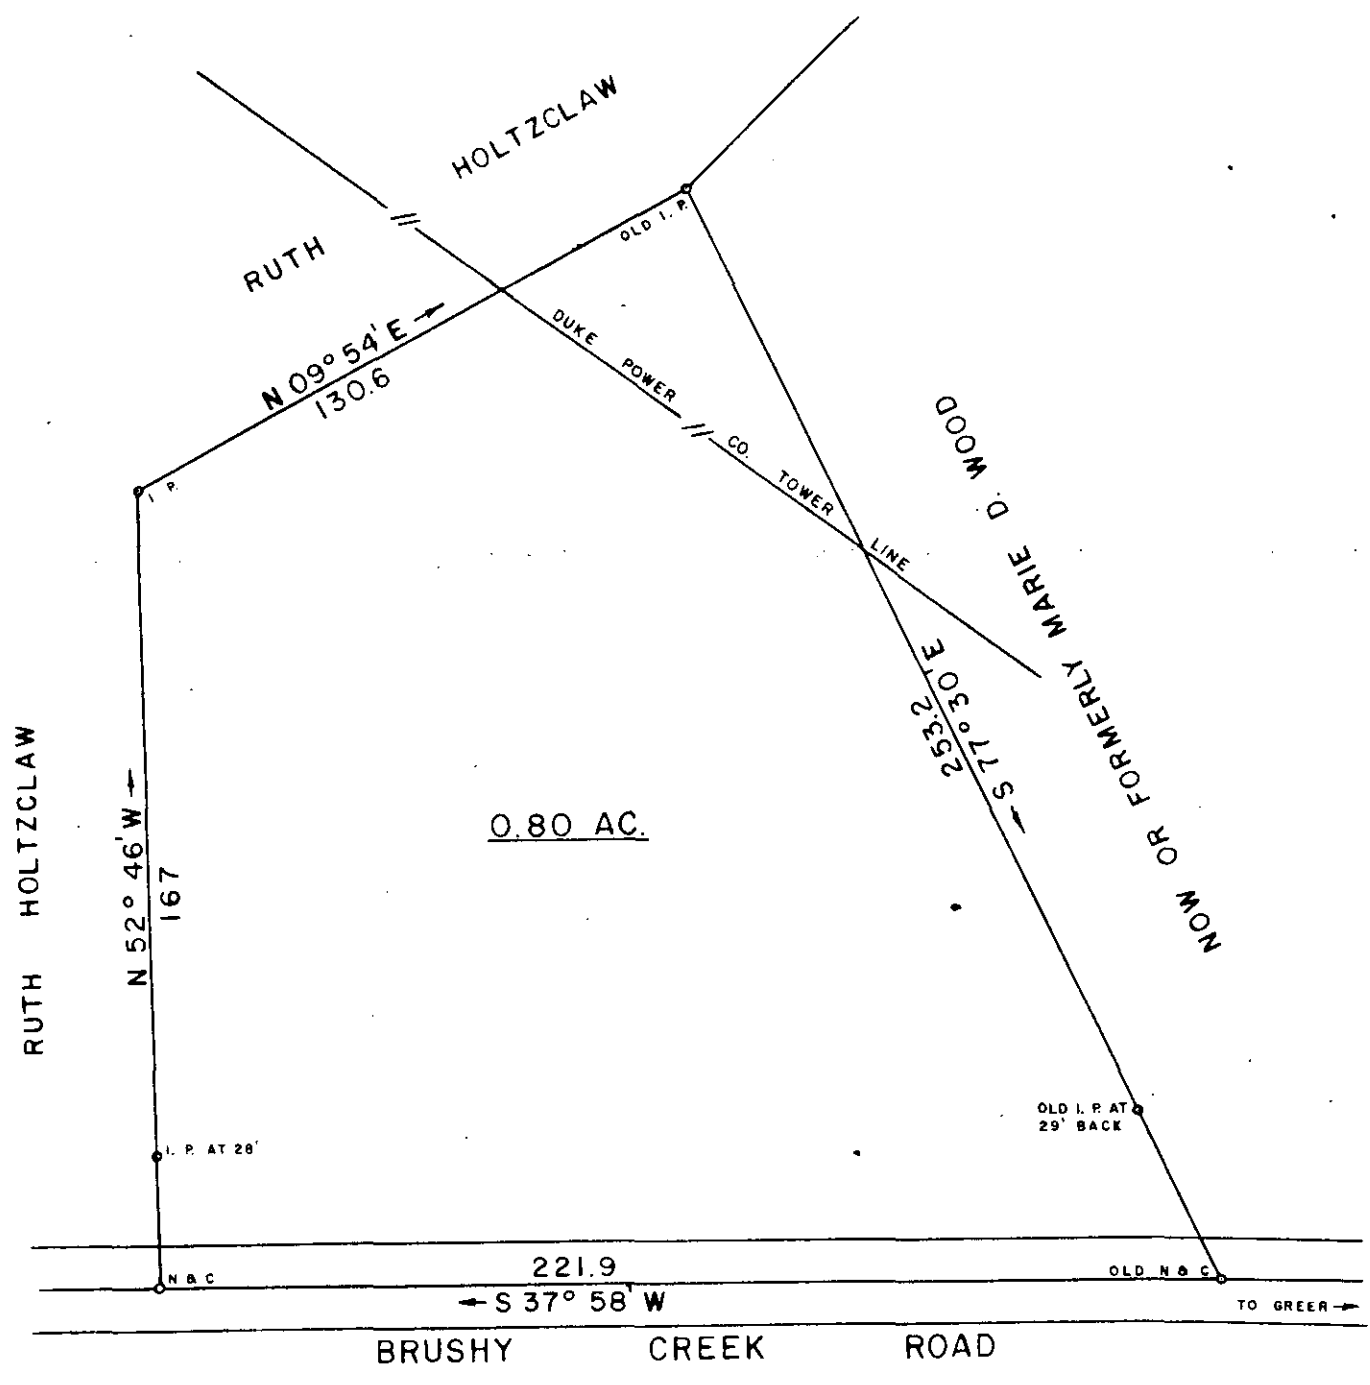 RUTH HOLTZCLAW
OLD I. P.
N 09° 54' E
130.6
DUKE POWER CO. TOWER LINE
I. P.
NOW OR FORMERLY MARIE D. WOOD
253.2
S 77° 30' E
RUTH HOLTZCLAW
N 52° 46' W
167
0.80 AC.
OLD I. P. AT
29' BACK
I. P. AT 28'
N & C
221.9
OLD N & C
S 37° 58' W
TO GREER
BRUSHY CREEK ROAD